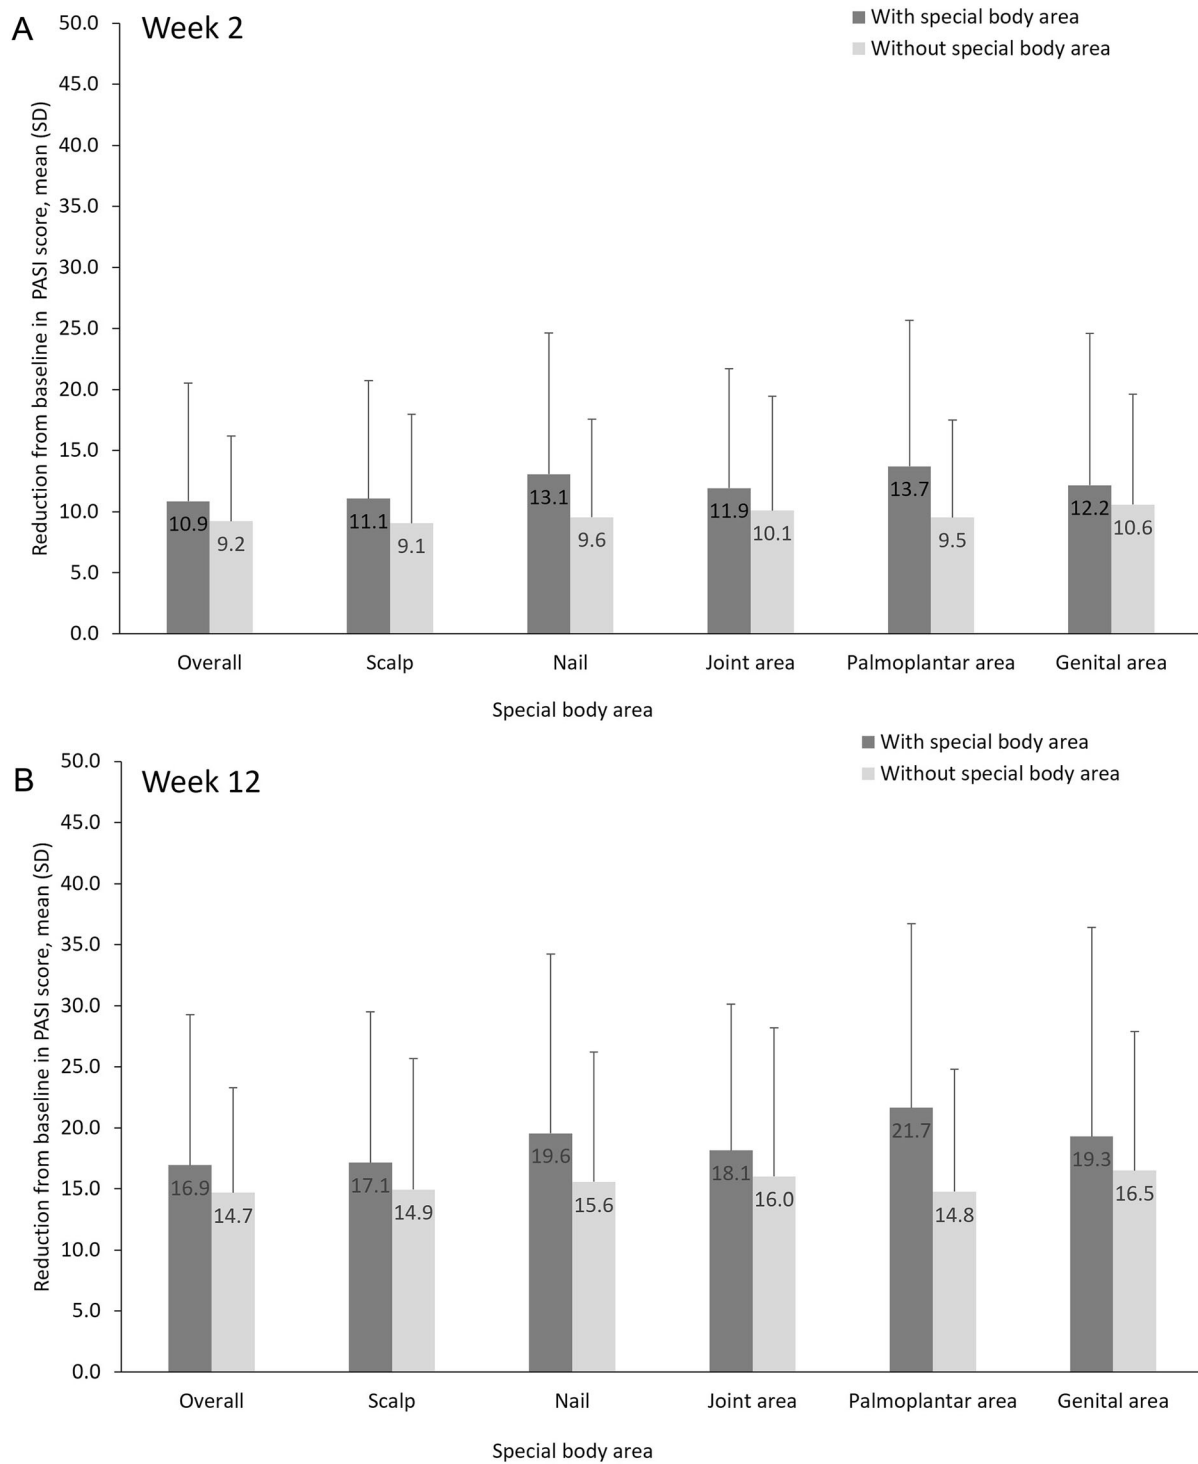 A
Week 2
With special body area
Without special body area
Reduction from baseline in PASI score, mean (SD)
50.0
45.0
40.0
35.0
30.0
25.0
20.0
15.0
10.0
5.0
0.0
10.9
9.2
11.1
9.1
13.1
9.6
11.9
10.1
13.7
9.5
12.2
10.6
Overall
Scalp
Nail
Joint area
Palmoplantar area
Genital area
Special body area
B
Week 12
With special body area
Without special body area
Reduction from baseline in PASI score, mean (SD)
50.0
45.0
40.0
35.0
30.0
25.0
20.0
15.0
10.0
5.0
0.0
16.9
14.7
17.1
14.9
19.6
15.6
18.1
16.0
21.7
14.8
19.3
16.5
Overall
Scalp
Nail
Joint area
Palmoplantar area
Genital area
Special body area